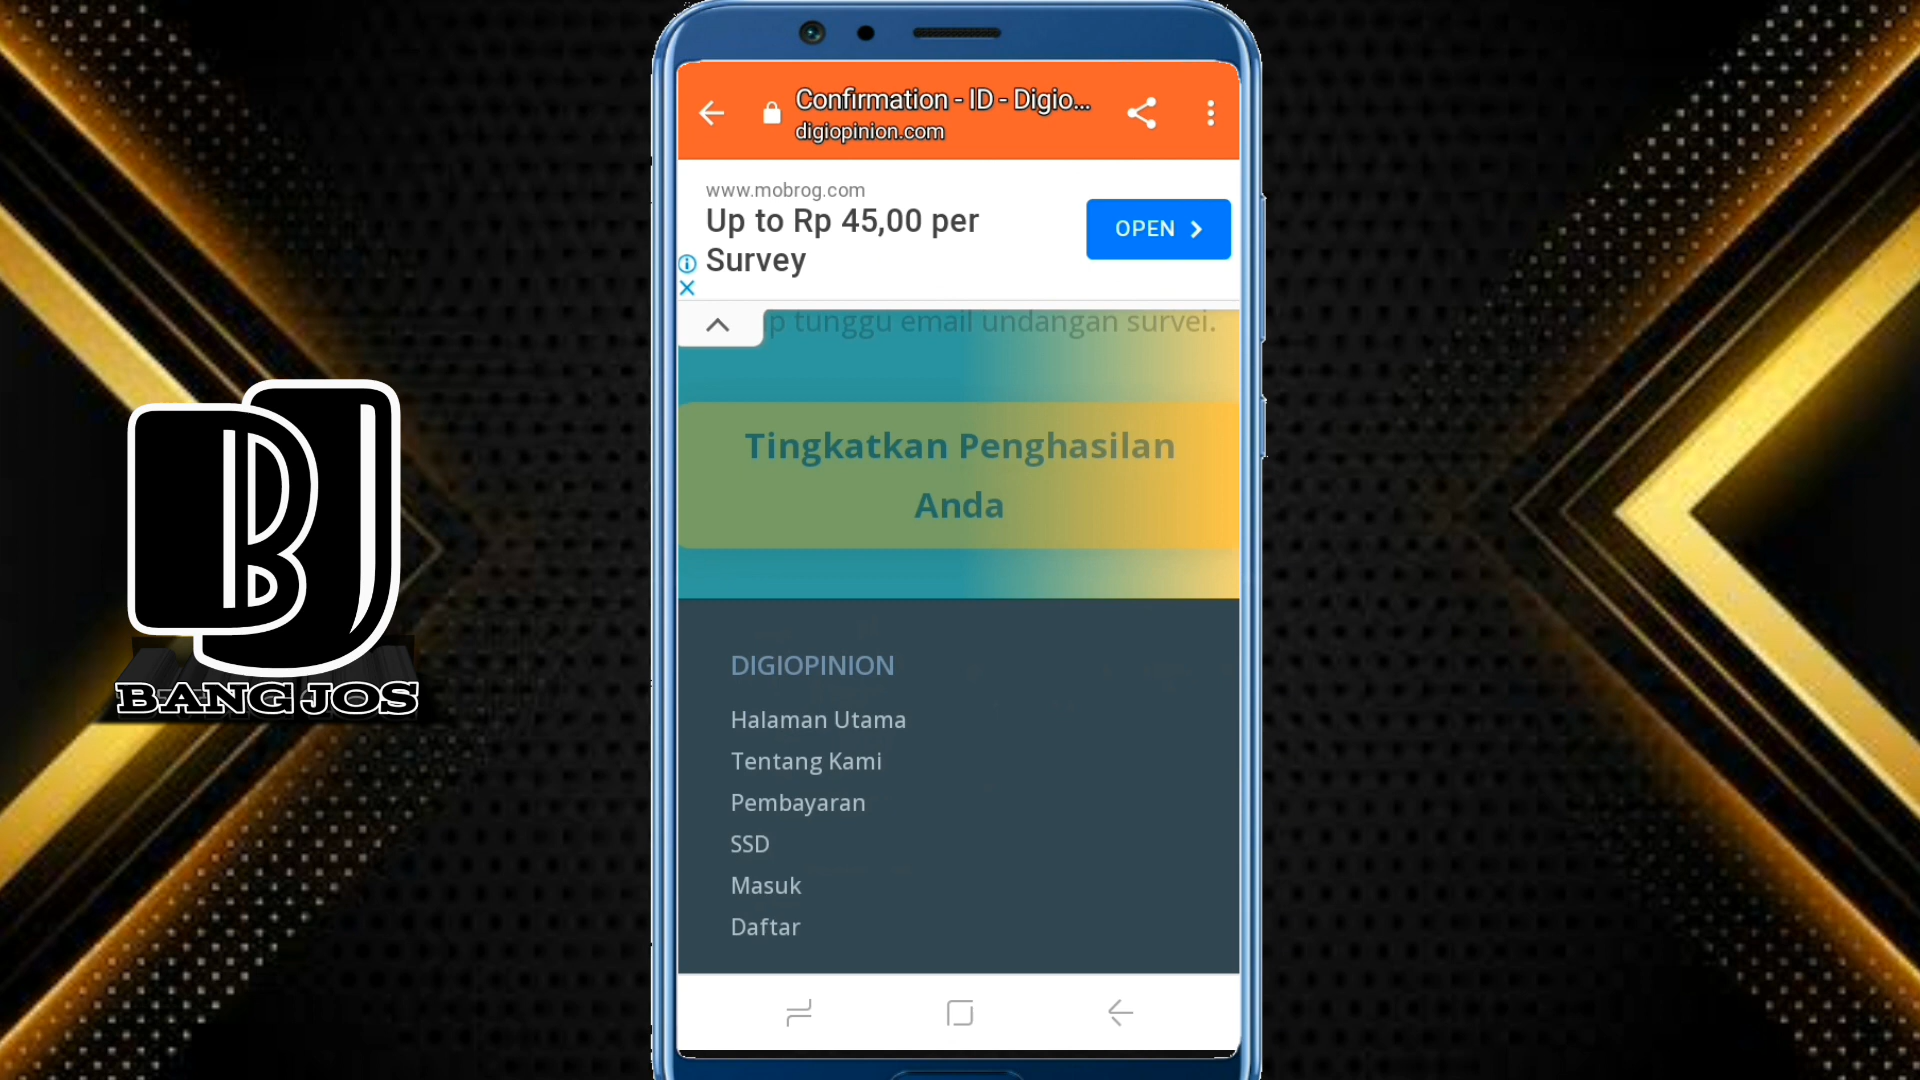 Confirmation - ID - Digio...
digiopinion.com
www.mobrog.com
Up to Rp 45,00 per
Survey
OPEN
tunggu email undangan survei.
Tingkatkan Penghasilan
Anda
DIGIOPINION
Halaman Utama
Tentang Kami
Pembayaran
SSD
Masuk
Daftar
BJ
BANG JOS